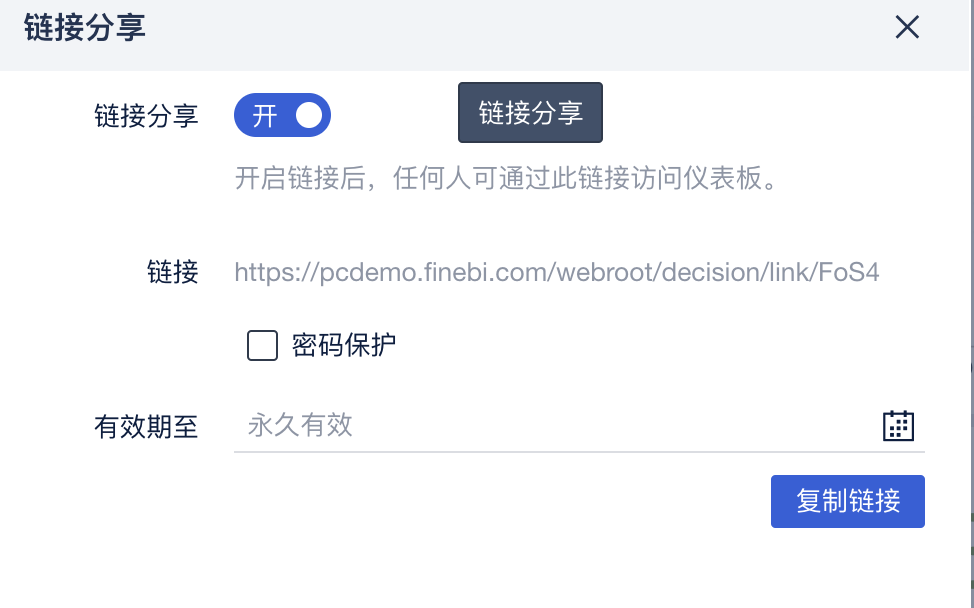 链接分享
链接分享 开 链接分享
开启链接后，任何人可通过此链接访问仪表板。
链接 https://pcdemo.finebi.com/webroot/decision/link/FoS4
密码保护
有效期至 永久有效
复制链接